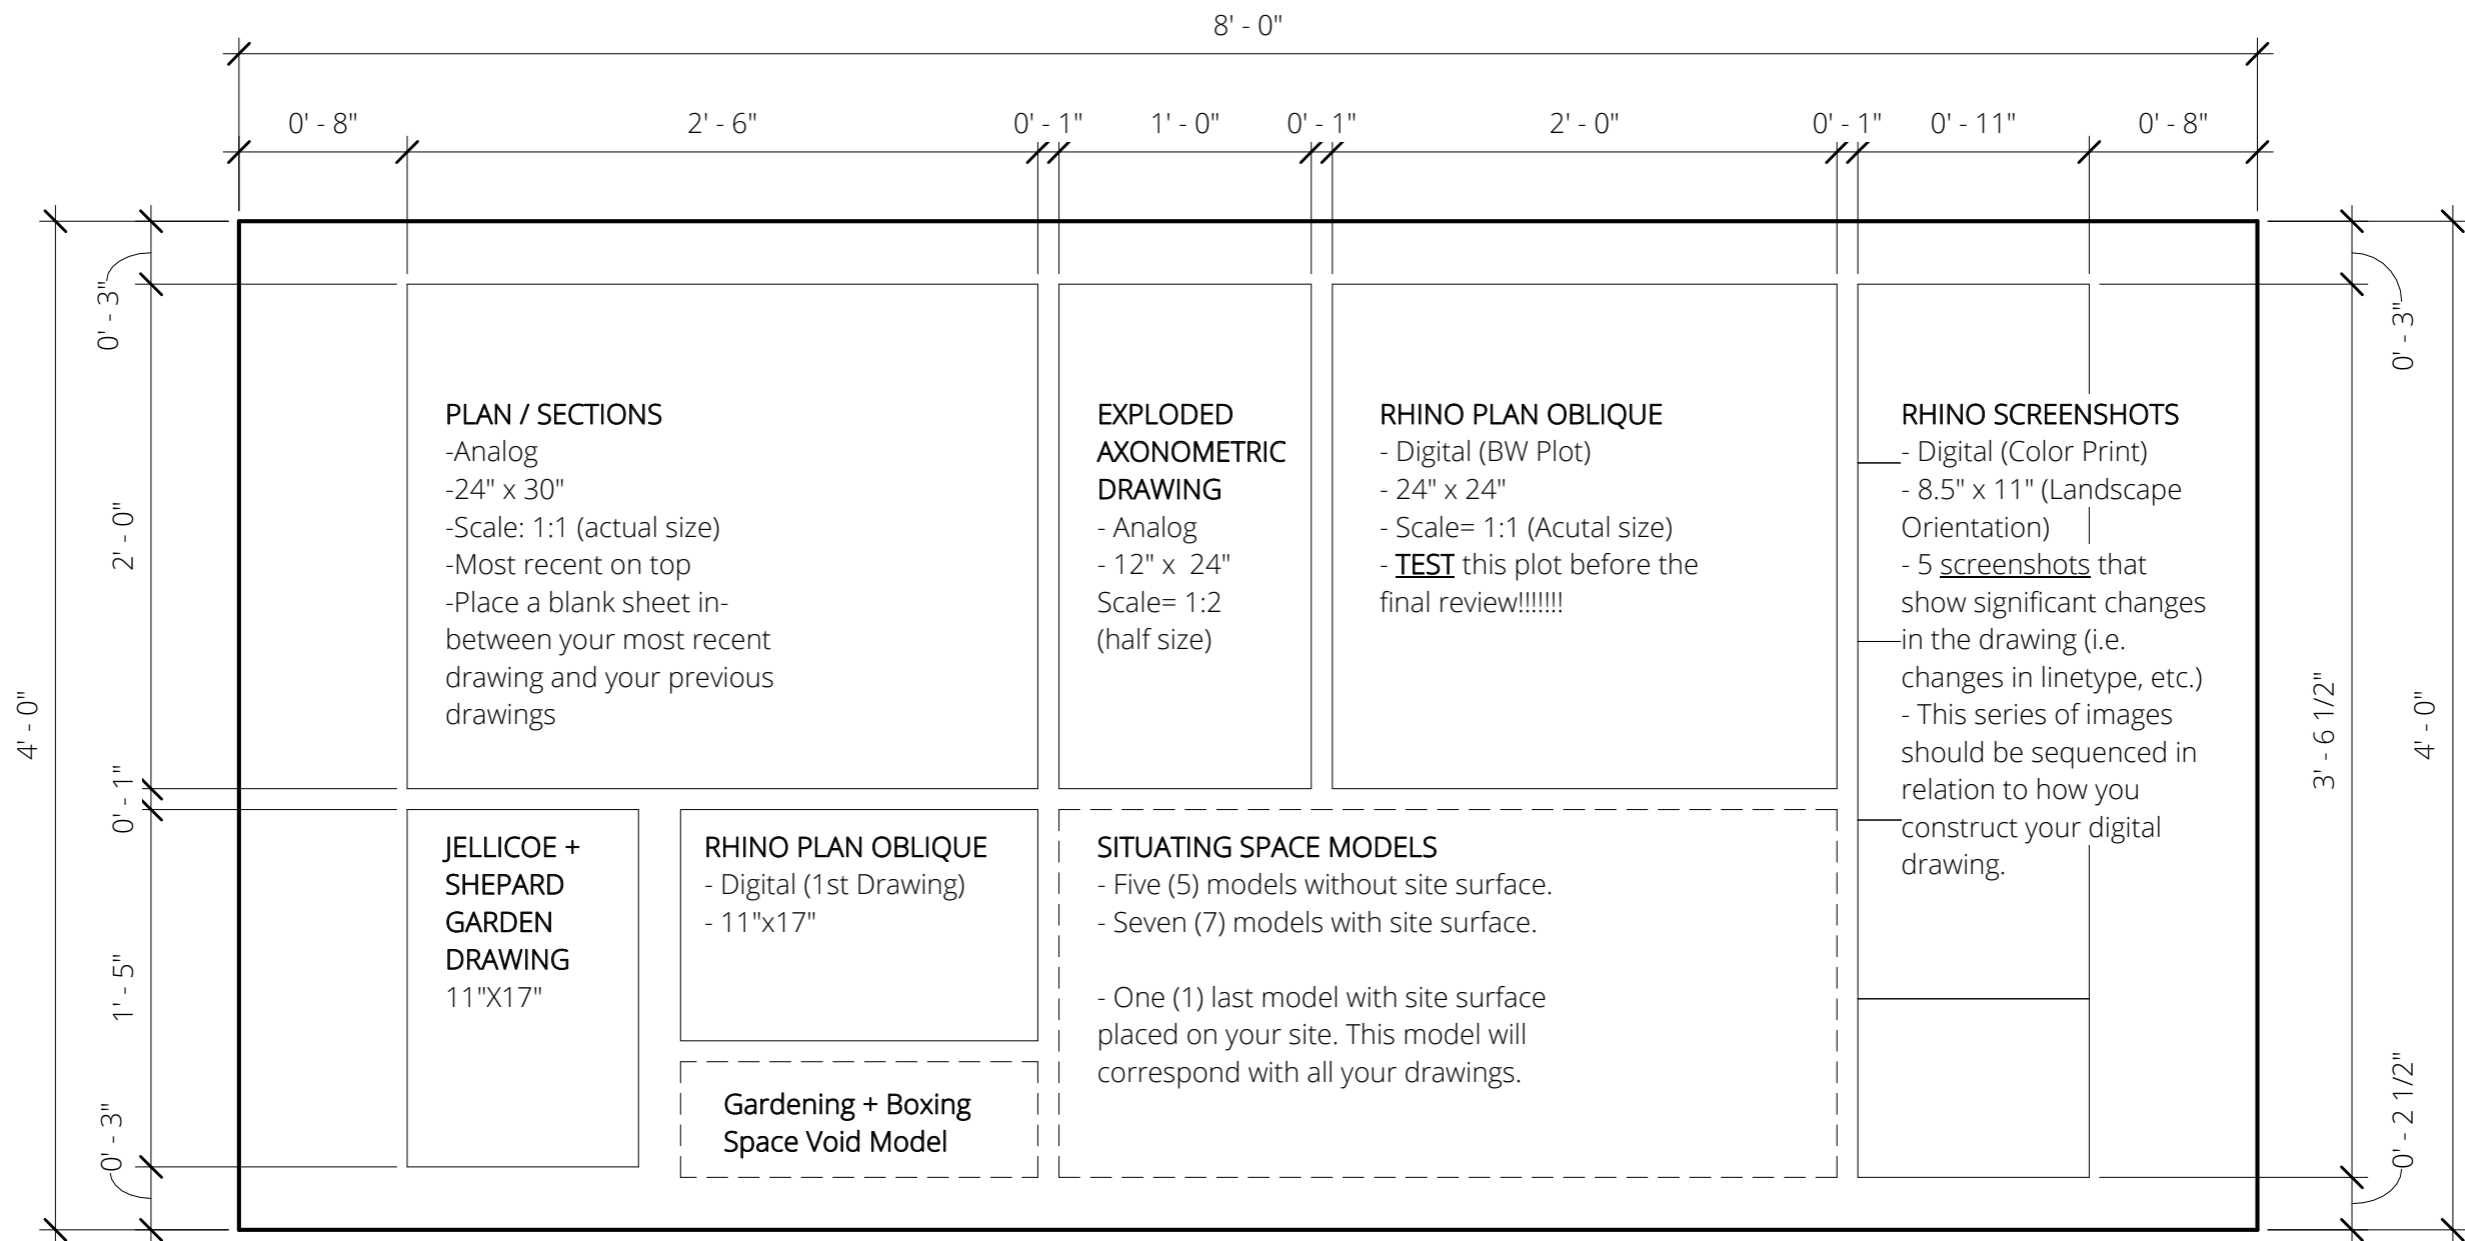 8' - 0"
0' - 8"
2' - 6"
0' - 1"
1' - 0"
0' - 1"
2' - 0"
0' - 1"
0' - 11"
0' - 8"
4' - 0"
0' - 3"
2' - 0"
0' - 1"
1' - 5"
0' - 3"
PLAN / SECTIONS
-Analog
-24" x 30"
-Scale: 1:1 (actual size)
-Most recent on top
-Place a blank sheet in-
between your most recent
drawing and your previous
drawings
EXPLODED
AXONOMETRIC
DRAWING
- Analog
- 12" x  24"
Scale= 1:2
(half size)
RHINO PLAN OBLIQUE
- Digital (BW Plot)
- 24" x 24"
- Scale= 1:1 (Acutal size)
- TEST this plot before the
final review!!!!!!!
RHINO SCREENSHOTS
- Digital (Color Print)
- 8.5" x 11" (Landscape
Orientation)
- 5 screenshots that
show significant changes
in the drawing (i.e.
changes in linetype, etc.)
- This series of images
should be sequenced in
relation to how you
construct your digital
drawing.
JELLICOE +
SHEPARD
GARDEN
DRAWING
11"X17"
RHINO PLAN OBLIQUE
- Digital (1st Drawing)
- 11"x17"
Gardening + Boxing
Space Void Model
SITUATING SPACE MODELS
- Five (5) models without site surface.
- Seven (7) models with site surface.
- One (1) last model with site surface
placed on your site. This model will
correspond with all your drawings.
0' - 3"
3' - 6 1/2"
0' - 2 1/2"
4' - 0"